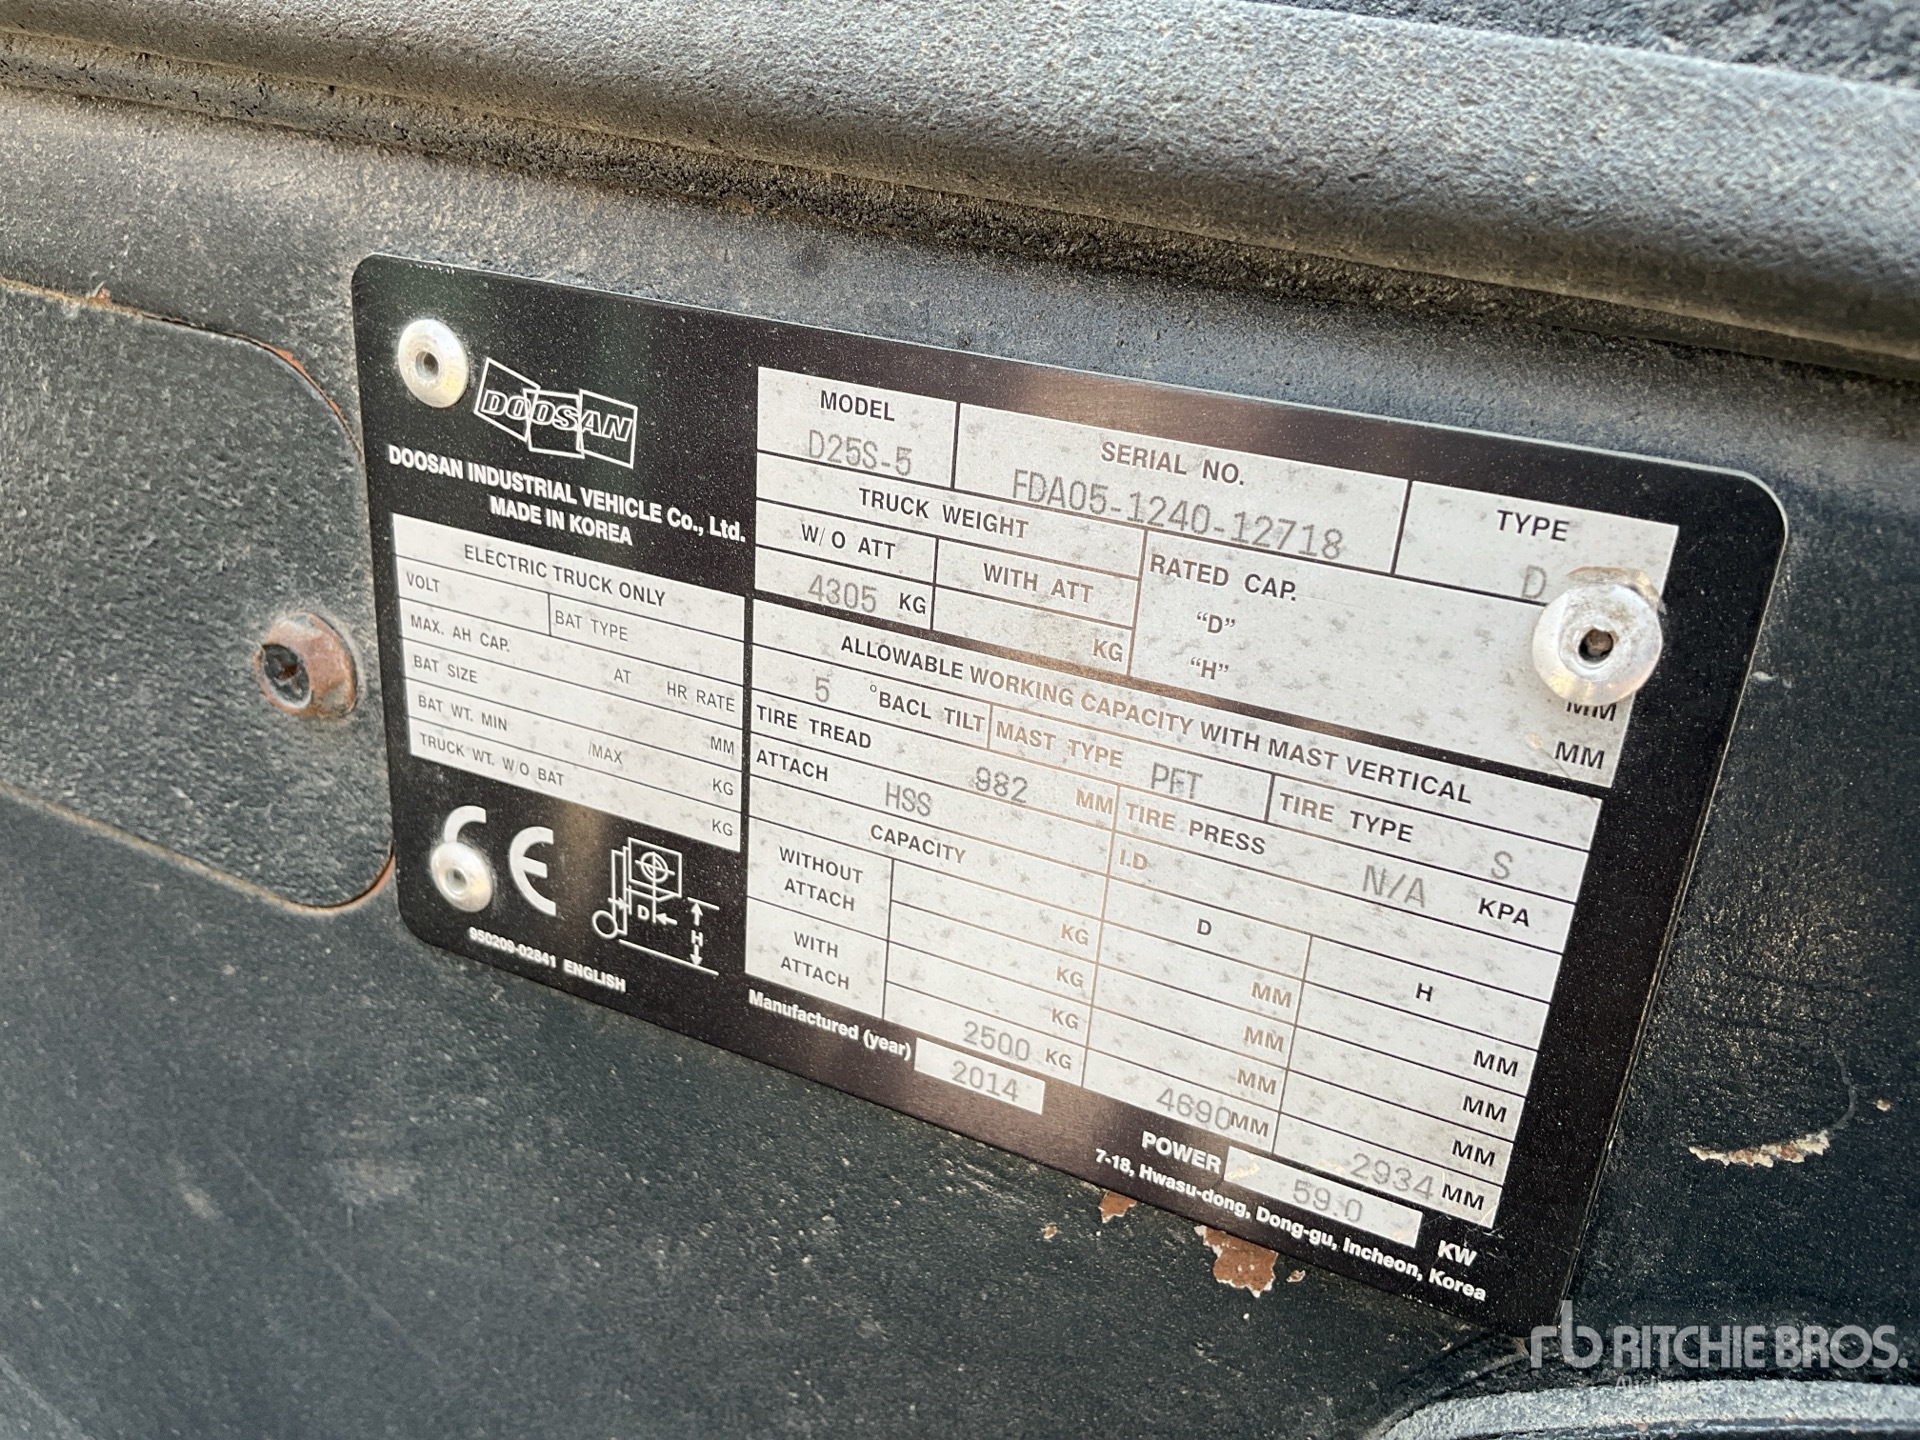 DOOSAN
DOOSAN INDUSTRIAL VEHICLE Co., Ltd.
MADE IN KOREA
ELECTRIC TRUCK ONLY
VOLT BAT TYPE
MAX. AH CAP. AT HR RATE
BAT SIZE MM
BAT WT. MIN /MAX KG
TRUCK WT. W/O BAT KG
CE
D
H
950209-02841 ENGLISH
MODEL SERIAL NO. TYPE
D25S-5 FDA05-1240-12718 D
TRUCK WEIGHT RATED CAP.
W/O ATT WITH ATT "D" MM
4305 KG KG "H" MM
ALLOWABLE WORKING CAPACITY WITH MAST VERTICAL
5 °BACL TILT MAST TYPE PFT TIRE TYPE S
TIRE TREAD 982 MM TIRE PRESS N/A KPA
ATTACH HSS I.D
CAPACITY D H
WITHOUT ATTACH KG MM MM
KG MM MM
WITH ATTACH KG MM MM
2500 KG 4690 MM 2934 MM
Manufactured (year) 2014
POWER 59.0 KW
7-18, Hwasu-dong, Dong-gu, Incheon, Korea
rb RITCHIE BROS.
Auctioneers